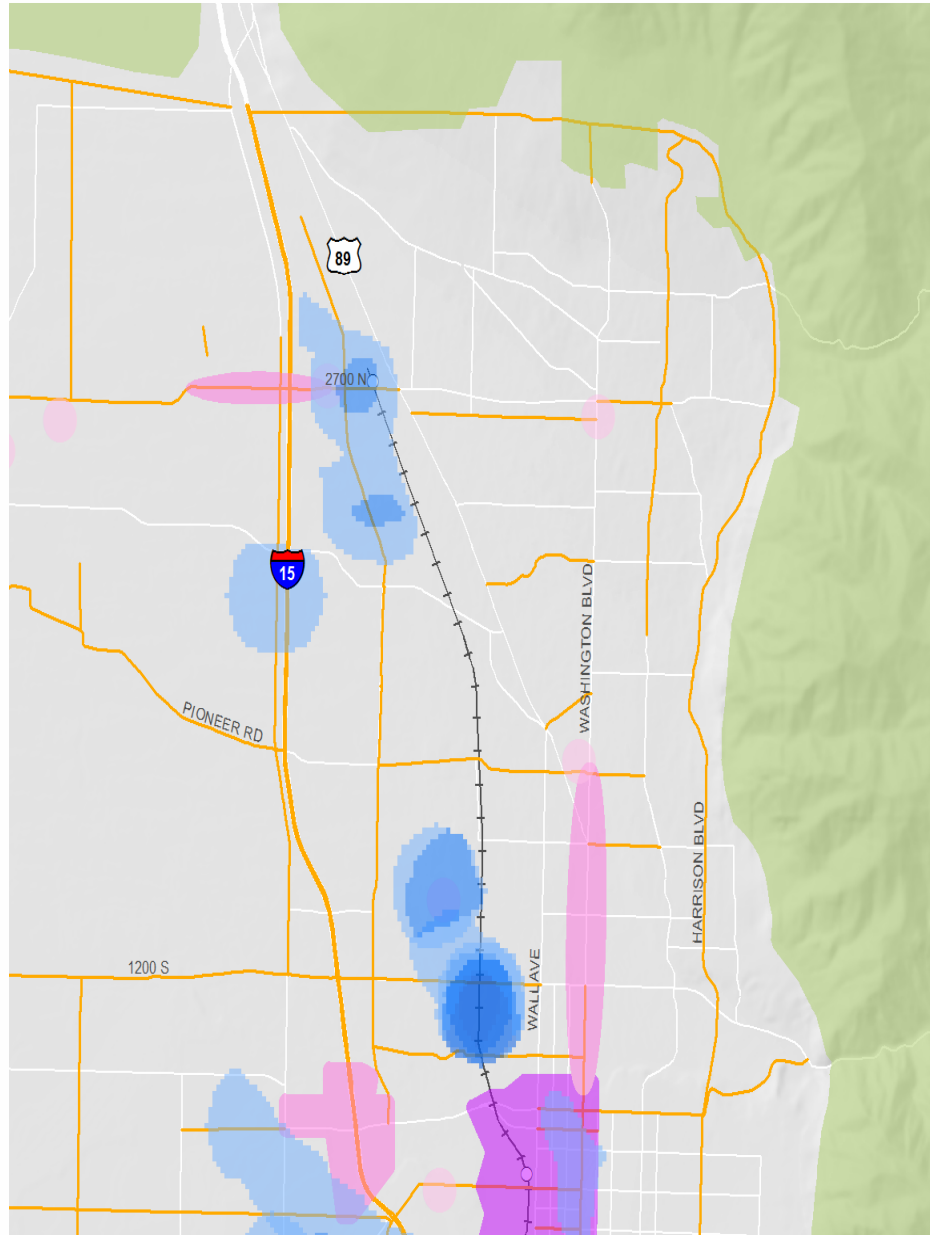 89
2700 N
15
WASHINGTON BLVD
PIONEER RD
HARRISON BLVD
WALL AVE
1200 S